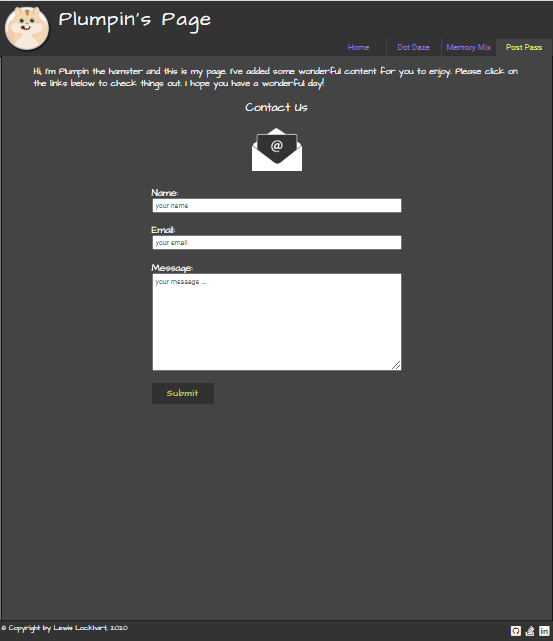 Plumpin's Page
Home Dot Daze Memory Mix Post Pass
Hi, I'm Plumpin the hamster and this is my page. I've added some wonderful content for you to enjoy. Please click on
the links below to check things out. I hope you have a wonderful day!
Contact Us
@
Name:
your name
Email:
your email
Message:
your message ...
Submit
© Copyright by Lewis Lockhart, 2020
in